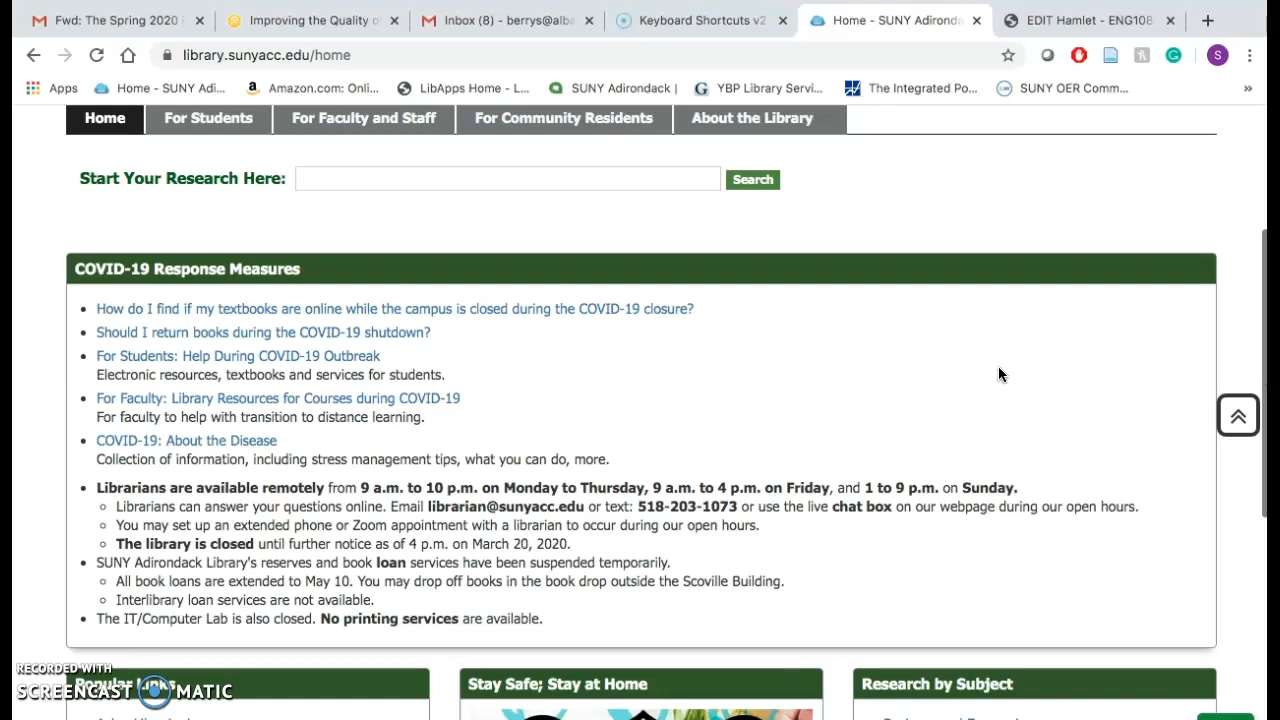 Fwd: The Spring 2020 i
Improving the Quality o
Inbox (8) - berrys@alba
Keyboard Shortcuts v2
Home - SUNY Adironda
EDIT Hamlet - ENG108
library.sunyacc.edu/home
S
Apps
Home - SUNY Adi...
Amazon.com: Onli...
LibApps Home - L...
SUNY Adirondack |
YBP Library Servi...
The Integrated Po...
SUNY OER Comm...
Home
For Students
For Faculty and Staff
For Community Residents
About the Library
Start Your Research Here:
Search
COVID-19 Response Measures
How do I find if my textbooks are online while the campus is closed during the COVID-19 closure?
Should I return books during the COVID-19 shutdown?
For Students: Help During COVID-19 Outbreak
Electronic resources, textbooks and services for students.
For Faculty: Library Resources for Courses during COVID-19
For faculty to help with transition to distance learning.
COVID-19: About the Disease
Collection of information, including stress management tips, what you can do, more.
Librarians are available remotely from 9 a.m. to 10 p.m. on Monday to Thursday, 9 a.m. to 4 p.m. on Friday, and 1 to 9 p.m. on Sunday.
Librarians can answer your questions online. Email librarian@sunyacc.edu or text: 518-203-1073 or use the live chat box on our webpage during our open hours.
You may set up an extended phone or Zoom appointment with a librarian to occur during our open hours.
The library is closed until further notice as of 4 p.m. on March 20, 2020.
SUNY Adirondack Library's reserves and book loan services have been suspended temporarily.
All book loans are extended to May 10. You may drop off books in the book drop outside the Scoville Building.
Interlibrary loan services are not available.
The IT/Computer Lab is also closed. No printing services are available.
RECORDED WITH
SCREENCAST MATIC
Popular Links
Stay Safe; Stay at Home
Research by Subject